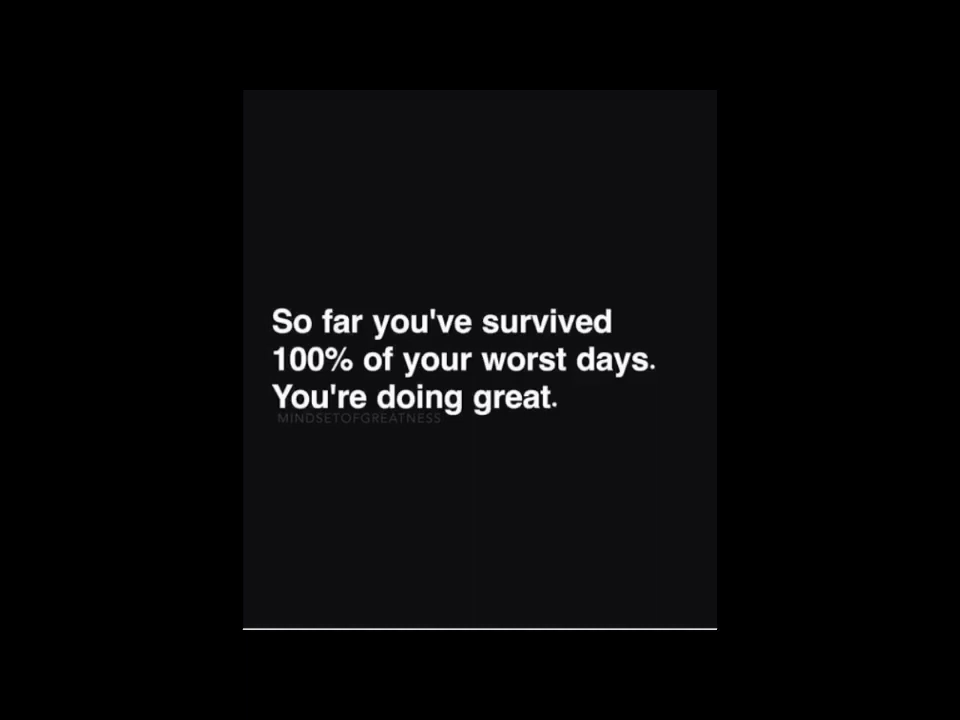 So far you've survived
100% of your worst days.
You're doing great.
MINDSETOFGREATNESS